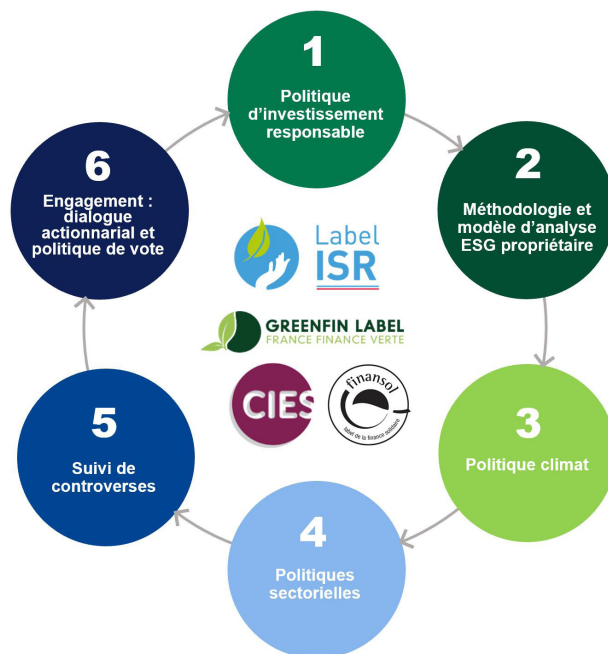 1
Politique
d'investissement
responsable
2
Méthodologie et
modèle d'analyse
ESG propriétaire
3
Politique climat
4
Politiques
sectorielles
5
Suivi de
controverses
6
Engagement :
dialogue
actionnarial et
politique de vote
Label
ISR
GREENFIN LABEL
FRANCE FINANCE VERTE
CIES
finansol
label de la finance solidaire